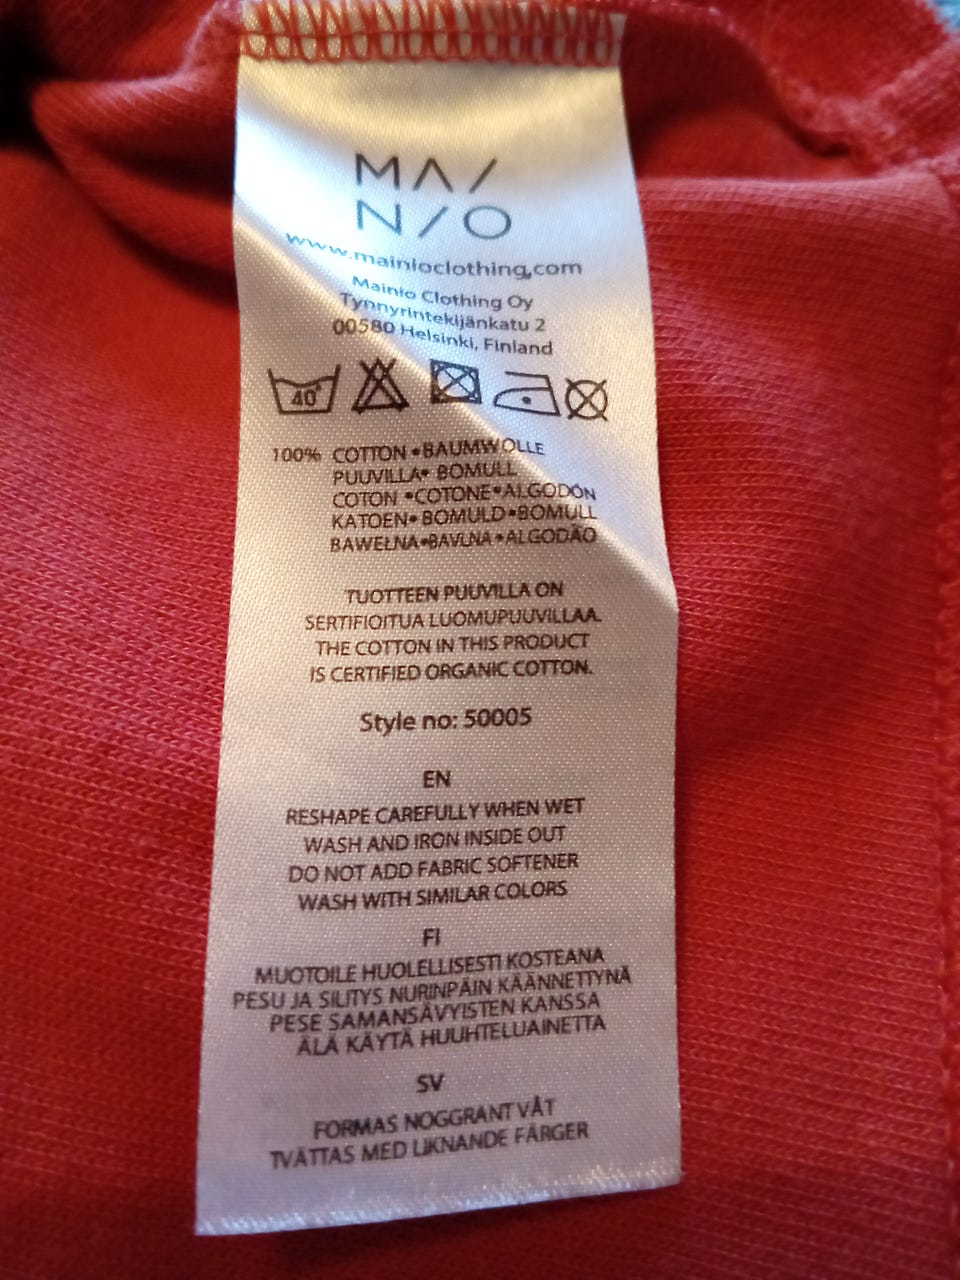 MA/
N/O
www.mainioclothing.com
Mainio Clothing Oy
Tynnyrintekijänkatu 2
00580 Helsinki, Finland
40°
100% COTTON • BAUMWOLLE
PUUVILLA • BOMULL
COTON • COTONE • ALGODÓN
KATOEN • BOMULD • BOMULL
BAWEŁNA • BAVLNA • ALGODÃO
TUOTTEEN PUUVILLA ON
SERTIFIOITUA LUOMUPUUVILLAA.
THE COTTON IN THIS PRODUCT
IS CERTIFIED ORGANIC COTTON.
Style no: 50005
EN
RESHAPE CAREFULLY WHEN WET
WASH AND IRON INSIDE OUT
DO NOT ADD FABRIC SOFTENER
WASH WITH SIMILAR COLORS
FI
MUOTOILE HUOLELLISESTI KOSTEANA
PESU JA SILITYS NURINPÄIN KÄÄNNETTYNÄ
PESE SAMANSÄVYISTEN KANSSA
ÄLÄ KÄYTÄ HUUHTELUAINETTA
SV
FORMAS NOGGRANT VÅT
TVÄTTAS MED LIKNANDE FÄRGER